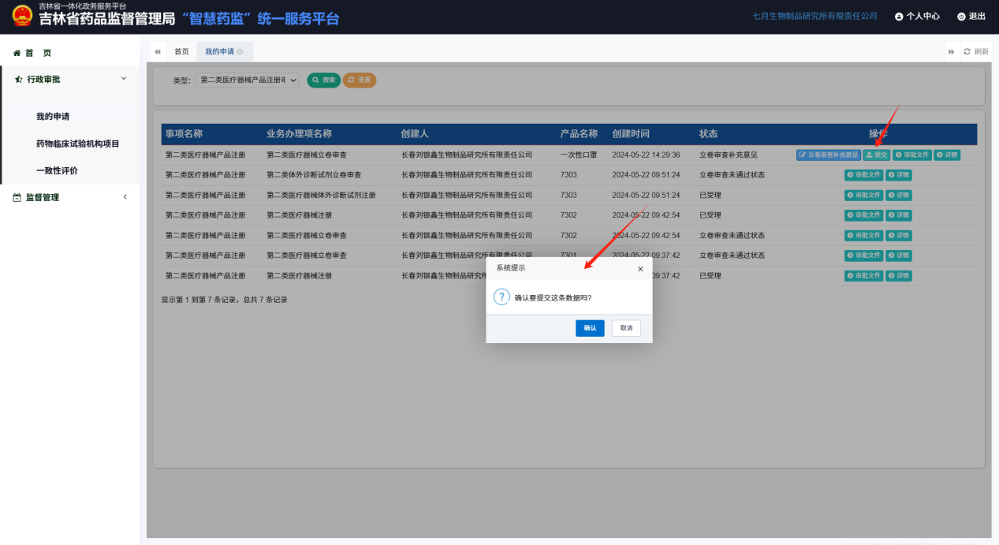 吉林省一体化政务服务平台
吉林省药品监督管理局“智慧药监”统一服务平台
七月生物制品研究所有限责任公司 个人中心 退出
首 页
行政审批
我的申请
药物临床试验机构项目
一致性评价
监督管理
首页 我的申请 刷新
类型： 第二类医疗器械产品注册 搜索 重置
事项名称 业务办理项名称 创建人 产品名称 创建时间 状态 操作
第二类医疗器械产品注册 第二类医疗器械立卷审查 长春刘银鑫生物制品研究所有限责任公司 一次性口罩 2024-05-22 14:29:36 立卷审查补充意见 立卷审查补充意见 提交 审批文件 详情
第二类医疗器械产品注册 第二类体外诊断试剂立卷审查 长春刘银鑫生物制品研究所有限责任公司 7303 2024-05-22 09:51:24 立卷审查未通过状态 审批文件 详情
第二类医疗器械产品注册 第二类医疗器械体外诊断试剂注册 长春刘银鑫生物制品研究所有限责任公司 7303 2024-05-22 09:51:24 已受理 审批文件 详情
第二类医疗器械产品注册 第二类医疗器械注册 长春刘银鑫生物制品研究所有限责任公司 7302 2024-05-22 09:42:54 已受理 审批文件 详情
第二类医疗器械产品注册 第二类医疗器械立卷审查 长春刘银鑫生物制品研究所有限责任公司 7302 2024-05-22 09:42:54 立卷审查未通过状态 审批文件 详情
第二类医疗器械产品注册 第二类医疗器械立卷审查 长春刘银鑫生物制品研究所有限责任公司 7301 2024-05-22 09:37:42 立卷审查未通过状态 审批文件 详情
第二类医疗器械产品注册 第二类医疗器械注册 长春刘银鑫生物制品研究所 09:37:42 已受理 审批文件 详情
显示第 1 到第 7 条记录，总共 7 条记录
系统提示
确认要提交这条数据吗?
确认 取消